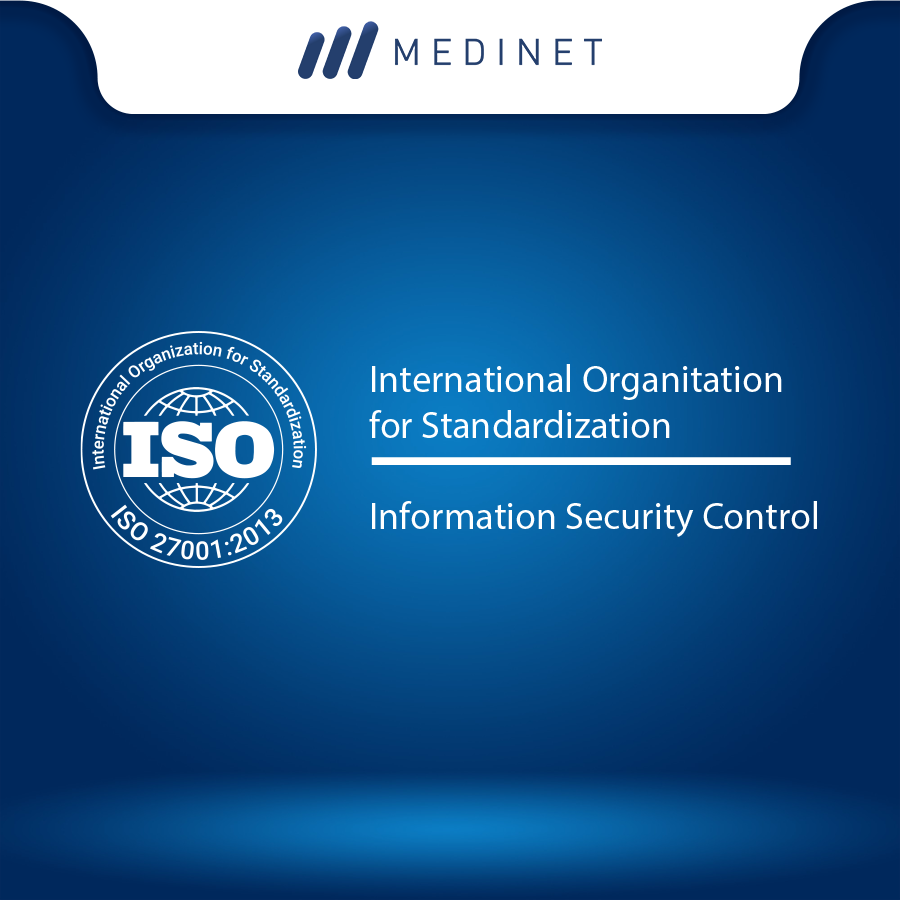 MEDINET
International Organization for Standardization
ISO
ISO 27001:2013
International Organitation
for Standardization
Information Security Control